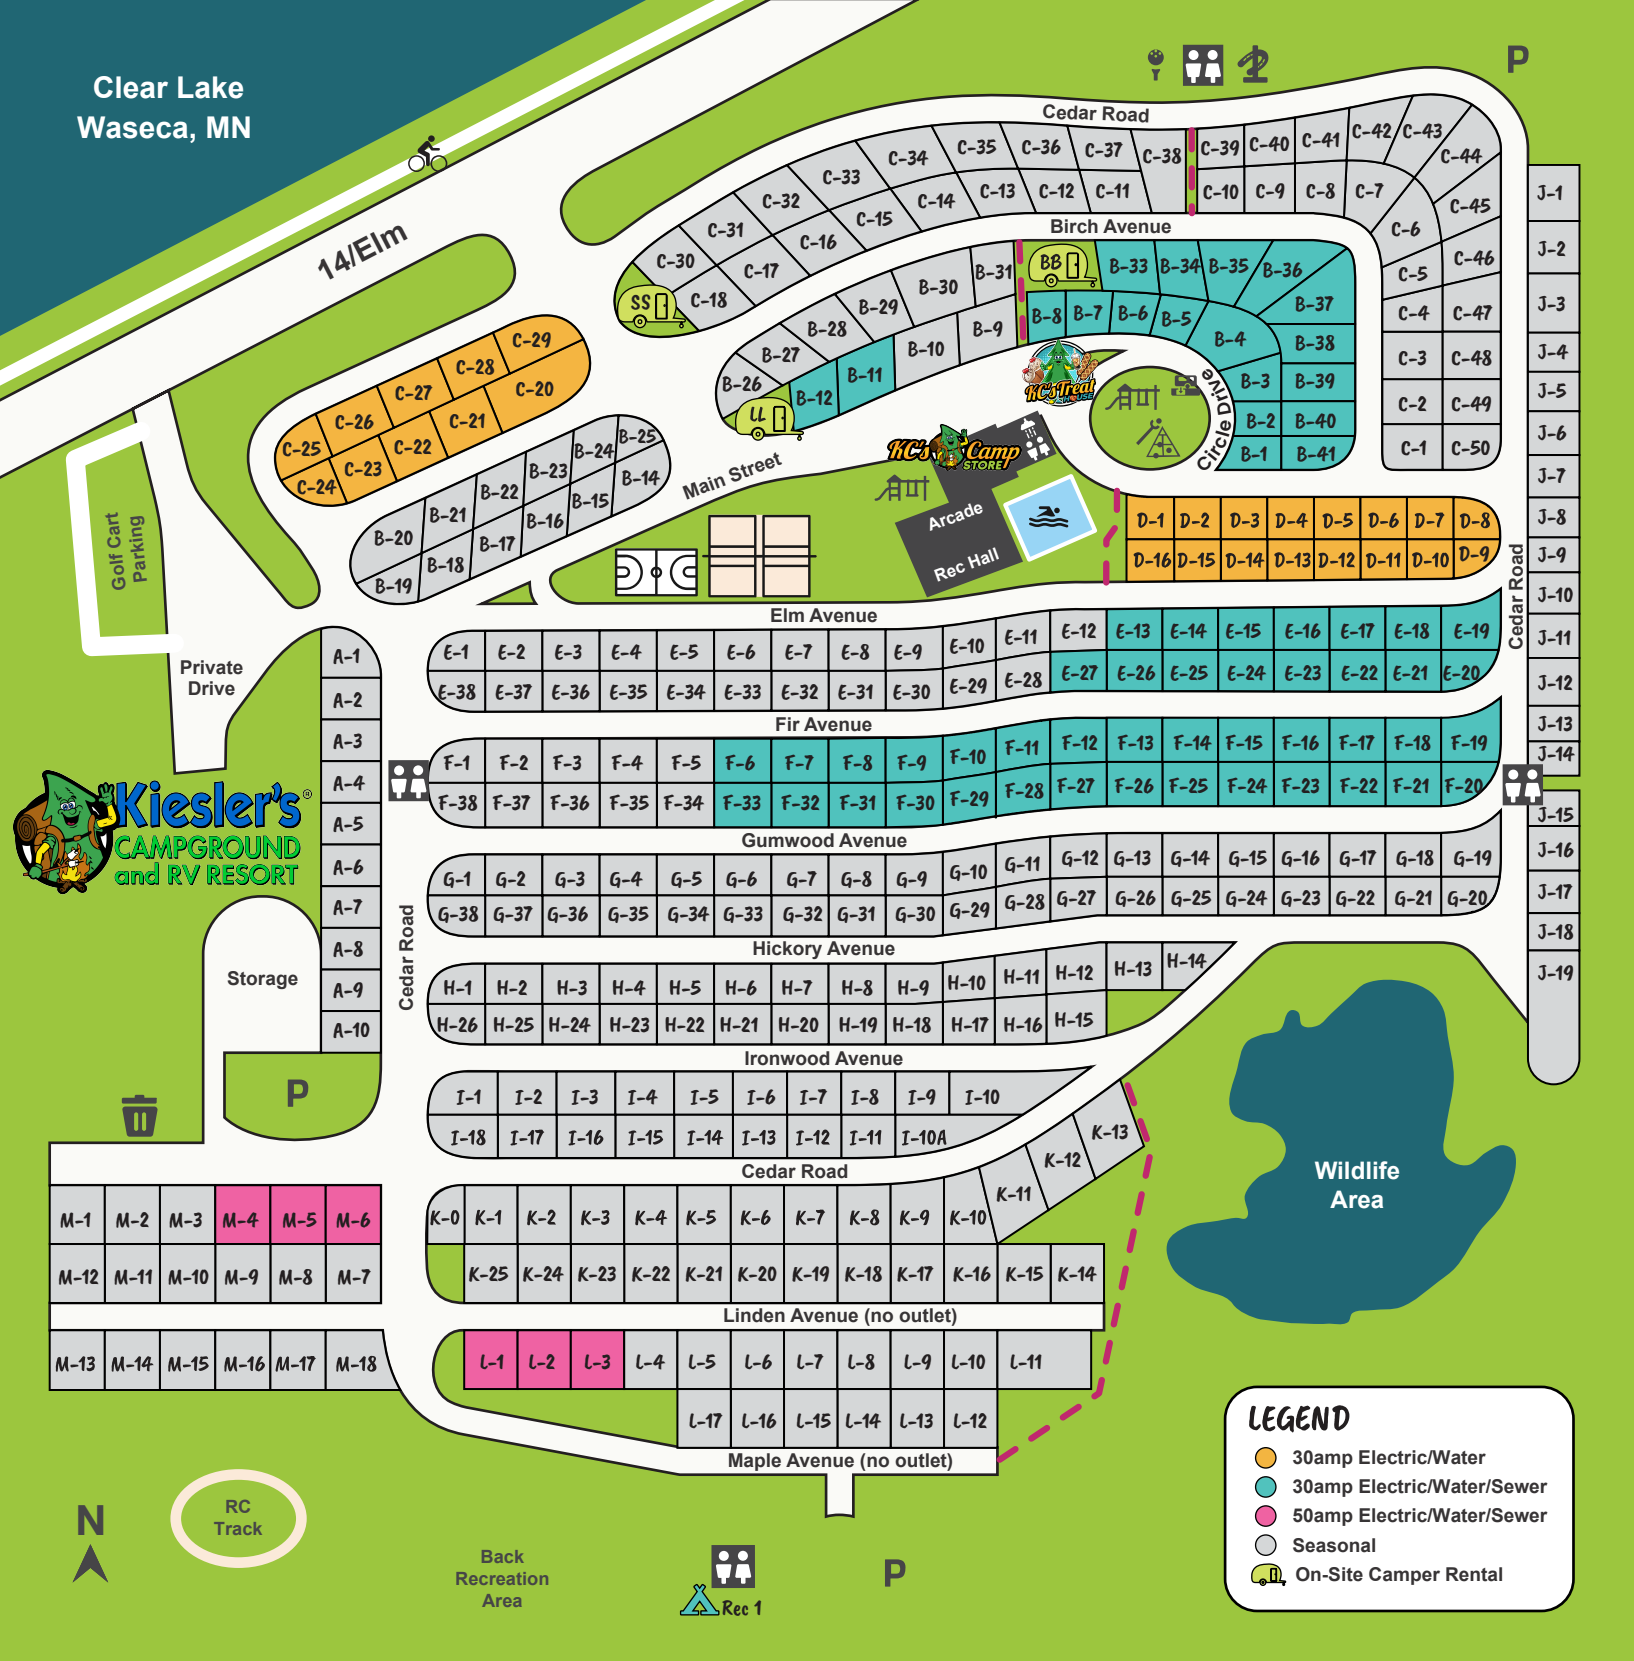 Clear Lake
Waseca, MN
14/Elm
P
Cedar Road
C-30 C-31 C-32 C-33 C-34 C-35 C-36 C-37 C-38 C-39 C-40 C-41 C-42 C-43 C-44 C-45 C-46 C-47 C-48 C-49 C-50
C-18 C-17 C-16 C-15 C-14 C-13 C-12 C-11 C-10 C-9 C-8 C-7 C-6 C-5 C-4 C-3 C-2 C-1
SS
Birch Avenue
J-1
J-2
J-3
J-4
J-5
J-6
J-7
J-8
J-9
J-10
J-11
J-12
J-13
J-14
J-15
J-16
J-17
J-18
J-19
B-26 B-27 B-28 B-29 B-30 B-31 BB B-33 B-34 B-35 B-36 B-37 B-38 B-39 B-40 B-41
LL B-12 B-11 B-10 B-9 B-8 B-7 B-6 B-5 B-4 B-3 B-2 B-1
KC's Treat House
Circle Drive
C-25 C-26 C-27 C-28 C-29
C-24 C-23 C-22 C-21 C-20
B-20 B-21 B-22 B-23 B-24 B-25
B-19 B-18 B-17 B-16 B-15 B-14
Main Street
KC's Camp
STORE
Arcade
Rec Hall
Golf Cart
Parking
Private
Drive
D-1 D-2 D-3 D-4 D-5 D-6 D-7 D-8
D-16 D-15 D-14 D-13 D-12 D-11 D-10 D-9
Cedar Road
Elm Avenue
E-1 E-2 E-3 E-4 E-5 E-6 E-7 E-8 E-9 E-10 E-11 E-12 E-13 E-14 E-15 E-16 E-17 E-18 E-19
E-38 E-37 E-36 E-35 E-34 E-33 E-32 E-31 E-30 E-29 E-28 E-27 E-26 E-25 E-24 E-23 E-22 E-21 E-20
Fir Avenue
F-1 F-2 F-3 F-4 F-5 F-6 F-7 F-8 F-9 F-10 F-11 F-12 F-13 F-14 F-15 F-16 F-17 F-18 F-19
F-38 F-37 F-36 F-35 F-34 F-33 F-32 F-31 F-30 F-29 F-28 F-27 F-26 F-25 F-24 F-23 F-22 F-21 F-20
Gumwood Avenue
G-1 G-2 G-3 G-4 G-5 G-6 G-7 G-8 G-9 G-10 G-11 G-12 G-13 G-14 G-15 G-16 G-17 G-18 G-19
G-38 G-37 G-36 G-35 G-34 G-33 G-32 G-31 G-30 G-29 G-28 G-27 G-26 G-25 G-24 G-23 G-22 G-21 G-20
Hickory Avenue
H-1 H-2 H-3 H-4 H-5 H-6 H-7 H-8 H-9 H-10 H-11 H-12 H-13 H-14
H-26 H-25 H-24 H-23 H-22 H-21 H-20 H-19 H-18 H-17 H-16 H-15
Ironwood Avenue
I-1 I-2 I-3 I-4 I-5 I-6 I-7 I-8 I-9 I-10
I-18 I-17 I-16 I-15 I-14 I-13 I-12 I-11 I-10A
Cedar Road
A-1
A-2
A-3
A-4
A-5
A-6
A-7
A-8
A-9
A-10
Kiesler's®
CAMPGROUND
and RV RESORT
Storage
Cedar Road
P
K-0 K-1 K-2 K-3 K-4 K-5 K-6 K-7 K-8 K-9 K-10 K-11 K-12 K-13
K-25 K-24 K-23 K-22 K-21 K-20 K-19 K-18 K-17 K-16 K-15 K-14
Linden Avenue (no outlet)
L-1 L-2 L-3 L-4 L-5 L-6 L-7 L-8 L-9 L-10 L-11
L-17 L-16 L-15 L-14 L-13 L-12
Maple Avenue (no outlet)
M-1 M-2 M-3 M-4 M-5 M-6
M-12 M-11 M-10 M-9 M-8 M-7
M-13 M-14 M-15 M-16 M-17 M-18
Wildlife
Area
N
RC
Track
Back
Recreation
Area
Rec 1
P
LEGEND
30amp Electric/Water
30amp Electric/Water/Sewer
50amp Electric/Water/Sewer
Seasonal
On-Site Camper Rental